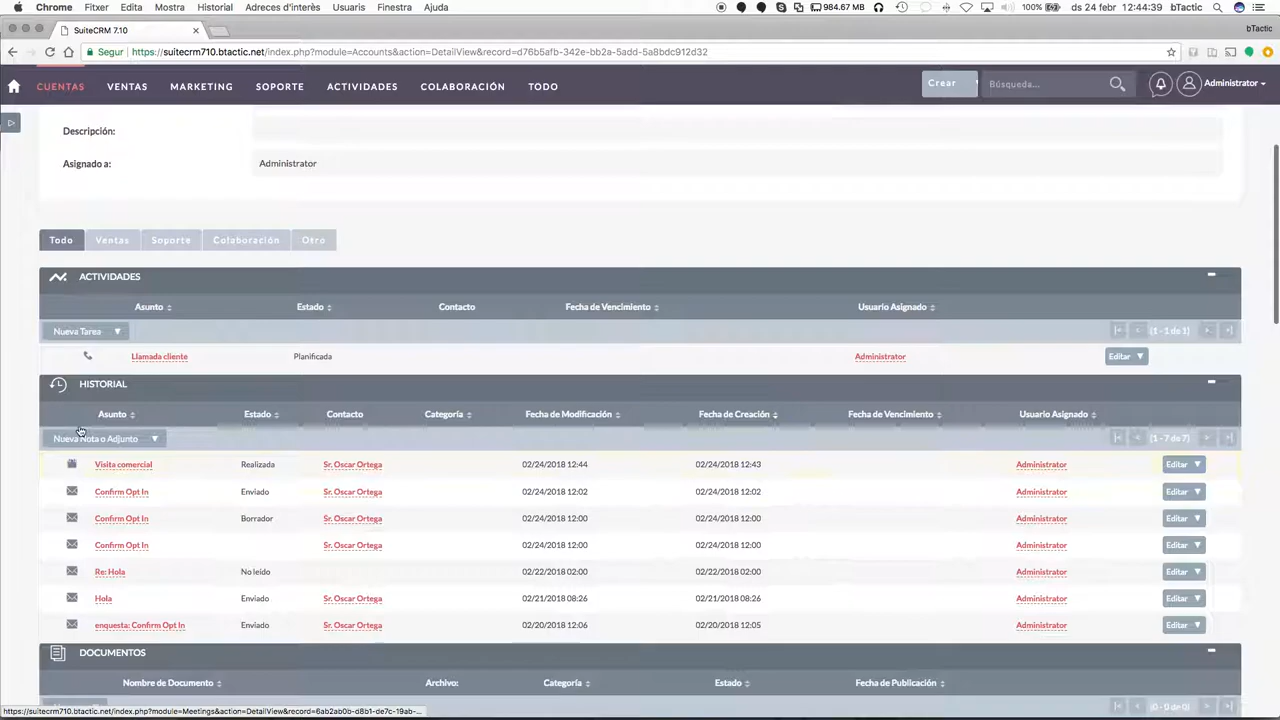 Chrome Fitxer Edita Mostra Historial Adreces d'interès Usuaris Finestra Ajuda 984.67 MB 100% ds 24 febr 12:44:39 bTactic
SuiteCRM 7.10 bTactic
Segur https://suitecrm710.btactic.net/index.php?module=Accounts&action=DetailView&record=d76b5afb-342e-bb2a-5add-5a8bdc912d32
CUENTAS VENTAS MARKETING SOPORTE ACTIVIDADES COLABORACIÓN TODO Crear Búsqueda... Administrator
Descripción:
Asignado a: Administrator
Todo Ventas Soporte Colaboración Otro
ACTIVIDADES
Asunto Estado Contacto Fecha de Vencimiento Usuario Asignado
Nueva Tarea (1 - 1 de 1)
Llamada cliente Planificada Administrator Editar
HISTORIAL
Asunto Estado Contacto Categoría Fecha de Modificación Fecha de Creación Fecha de Vencimiento Usuario Asignado
Nueva Nota o Adjunto (1 - 7 de 7)
Visita comercial Realizada Sr. Oscar Ortega 02/24/2018 12:44 02/24/2018 12:43 Administrator Editar
Confirm Opt In Enviado Sr. Oscar Ortega 02/24/2018 12:02 02/24/2018 12:02 Administrator Editar
Confirm Opt In Borrador Sr. Oscar Ortega 02/24/2018 12:00 02/24/2018 12:00 Administrator Editar
Confirm Opt In Sr. Oscar Ortega 02/24/2018 12:00 02/24/2018 12:00 Administrator Editar
Re: Hola No leído 02/22/2018 02:00 02/22/2018 02:00 Administrator Editar
Hola Enviado Sr. Oscar Ortega 02/21/2018 08:26 02/21/2018 08:26 Administrator Editar
enquesta: Confirm Opt In Enviado Sr. Oscar Ortega 02/20/2018 12:06 02/20/2018 12:05 Administrator Editar
DOCUMENTOS
Nombre de Documento Archivo: Categoría Estado Fecha de Publicación
(0 - 0 de 0)
https://suitecrm710.btactic.net/index.php?module=Meetings&action=DetailView&record=6ab2ab0b-d8b1-de7c-19ab-...